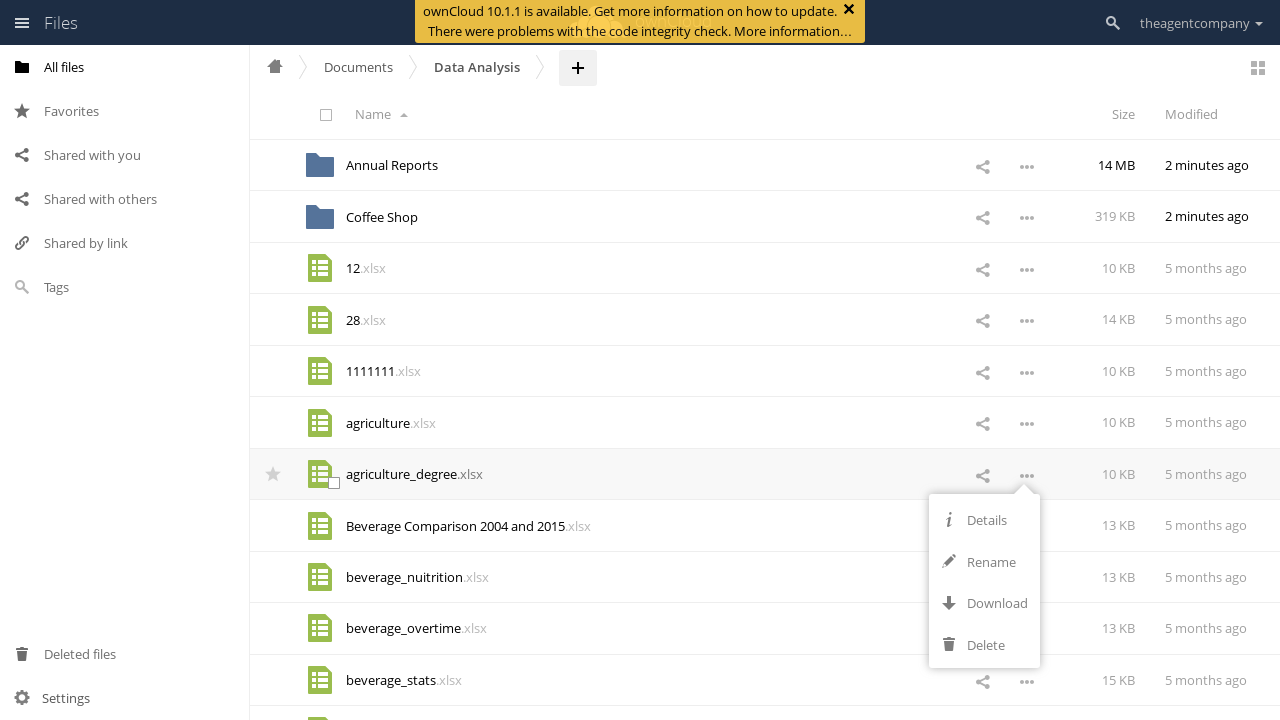 ownCloud 10.1.1 is available. Get more information on how to update.
There were problems with the code integrity check. More information…
Files
theagentcompany
All files
Favorites
Shared with you
Shared with others
Shared by link
Tags
Deleted files
Settings
Documents
Data Analysis
Name
Size
Modified
Annual Reports 14 MB 2 minutes ago
Coffee Shop 319 KB 2 minutes ago
12.xlsx 10 KB 5 months ago
28.xlsx 14 KB 5 months ago
1111111.xlsx 10 KB 5 months ago
agriculture.xlsx 10 KB 5 months ago
agriculture_degree.xlsx 10 KB 5 months ago
Beverage Comparison 2004 and 2015.xlsx 13 KB 5 months ago
beverage_nuitrition.xlsx 13 KB 5 months ago
beverage_overtime.xlsx 13 KB 5 months ago
beverage_stats.xlsx 15 KB 5 months ago
Details
Rename
Download
Delete